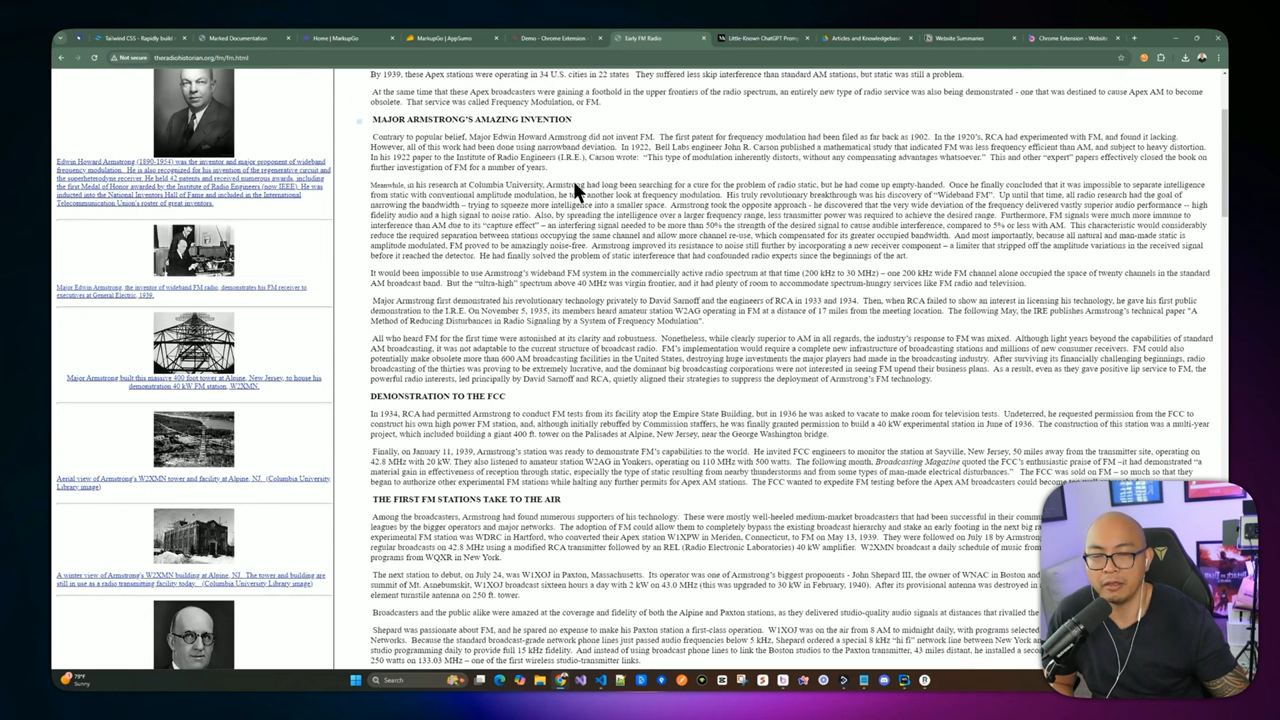 Tailwind CSS - Rapidly build
Marked Documentation
Home | MarkupGo
MarkupGo | AppSumo
Demo - Chrome Extension
Early FM Radio
Little-Known ChatGPT Prom
Articles and Knowledgebase
Website Summaries
Chrome Extension - Website
Not secure theradiohistorian.org/fm/fm.html
Edwin Howard Armstrong (1890-1954) was the inventor and major proponent of wideband
frequency modulation. He is also recognized for his invention of the regenerative circuit and
the superheterodyne receiver. He held 42 patents and received numerous awards, including
the first Medal of Honor awarded by the Institute of Radio Engineers (now IEEE). He was
inducted into the National Inventors Hall of Fame and included in the International
Telecommunication Union's roster of great inventors.
Major Edwin, the inventor of wideband FM radio, demonstrates his FM receiver to
executives at General Electric, 1939.
Major Armstrong built this massive 400 foot tower at Alpine, New Jersey, to house his
demonstration 40 kW FM station, W2XMN.
Aerial view of Armstrong's W2XMN tower and facility at Alpine, NJ. (Columbia University
Library image)
A winter view of Armstrong's W2XMN building at Alpine, NJ. The tower and building are
still in use as a radio transmitting facility today. (Columbia University Library image)
By 1939, these Apex stations were operating in 34 U.S. cities in 22 states They suffered less skip interference than standard AM stations, but static was still a problem.
At the same time that these Apex broadcasters were gaining a foothold in the upper frontiers of the radio spectrum, an entirely new type of radio service was also being demonstrated - one that was destined to cause Apex AM to become
obsolete. That service was called Frequency Modulation, or FM.
MAJOR ARMSTRONG'S AMAZING INVENTION
Contrary to popular belief, Major Edwin Howard Armstrong did not invent FM. The first patent for frequency modulation had been filed as far back as 1902. In the 1920's, RCA had experimented with FM, and found it lacking.
However, all of this work had been done using narrowband deviation. In 1922, Bell Labs engineer John R. Carson published a mathematical study that indicated FM was less frequency efficient than AM, and subject to heavy distortion.
In his 1922 paper to the Institute of Radio Engineers (I.R.E.), Carson wrote: "This type of modulation inherently distorts, without any compensating advantages whatsoever." This and other "expert" papers effectively closed the book on
further investigation of FM for a number of years.
Meanwhile, in his research at Columbia University, Armstrong had long been searching for a cure for the problem of radio static, but he had come up empty-handed. Once he finally concluded that it was impossible to separate intelligence
from static with conventional amplitude modulation, he took another look at frequency modulation. His truly revolutionary breakthrough was his discovery of "Wideband FM". Up until that time, all radio research had the goal of
narrowing the bandwidth – trying to squeeze more intelligence into a smaller space. Armstrong took the opposite approach - he discovered that the very wide deviation of the frequency delivered vastly superior audio performance -- high
fidelity audio and a high signal to noise ratio. Also, by spreading the intelligence over a larger frequency range, less transmitter power was required to achieve the desired range. Furthermore, FM signals were much more immune to
interference than AM due to its "capture effect" – an interfering signal needed to be more than 50% the strength of the desired signal to cause audible interference, compared to 5% or less with AM. This characteristic would considerably
reduce the required separation between stations occupying the same channel and allow more channel re-use, which compensated for its greater occupied bandwidth. And most importantly, because all natural and man-made static is
amplitude modulated, FM proved to be amazingly noise-free. Armstrong improved its resistance to noise still further by incorporating a new receiver component – a limiter that stripped off the amplitude variations in the received signal
before it reached the detector. He had finally solved the problem of static interference that had confounded radio experts since the beginnings of the art.
It would be impossible to use Armstrong's wideband FM system in the commercially active radio spectrum at that time (200 kHz to 30 MHz) – one 200 kHz wide FM channel alone occupied the space of twenty channels in the standard
AM broadcast band. But the "ultra-high" spectrum above 40 MHz was virgin frontier, and it had plenty of room to accommodate spectrum-hungry services like FM radio and television.
Major Armstrong first demonstrated his revolutionary technology privately to David Sarnoff and the engineers of RCA in 1933 and 1934. Then, when RCA failed to show an interest in licensing his technology, he gave his first public
demonstration to the I.R.E. On November 5, 1935, its members heard amateur station W2AG operating in FM at a distance of 17 miles from the meeting location. The following May, the IRE publishes Armstrong's technical paper "A
Method of Reducing Disturbances in Radio Signaling by a System of Frequency Modulation".
All who heard FM for the first time were astonished at its clarity and robustness. Nonetheless, while clearly superior to AM in all regards, the industry's response to FM was mixed. Although light years beyond the capabilities of standard
AM broadcasting, it was not adaptable to the current structure of broadcast radio. FM's implementation would require a complete new infrastructure of broadcasting stations and millions of new consumer receivers. FM could also
potentially make obsolete more than 600 AM broadcasting facilities in the United States, destroying huge investments the major players had made in the broadcasting industry. After surviving its financially challenging beginnings, radio
broadcasting of the thirties was proving to be extremely lucrative, and the dominant big broadcasting corporations were not interested in seeing FM upend their business plans. As a result, even as they gave positive lip service to FM, the
powerful radio interests, led principally by David Sarnoff and RCA, quietly aligned their strategies to suppress the deployment of Armstrong's FM technology.
DEMONSTRATION TO THE FCC
In 1934, RCA had permitted Armstrong to conduct FM tests from its facility atop the Empire State Building, but in 1936 he was asked to vacate to make room for television tests. Undeterred, he requested permission from the FCC to
construct his own high power FM station, and, although initially rebuffed by Commission staffers, he was finally granted permission to build a 40 kW experimental station in June of 1936. The construction of this station was a multi-year
project, which included building a giant 400 ft. tower on the Palisades at Alpine, New Jersey, near the George Washington bridge.
Finally, on January 11, 1939, Armstrong's station was ready to demonstrate FM's capabilities to the world. He invited FCC engineers to monitor the station at Sayville, New Jersey, 50 miles away from the transmitter site, operating on
42.8 MHz with 20 kW. They also listened to amateur station W2AG in Yonkers, operating on 110 MHz with 500 watts. The following month, Broadcasting Magazine quoted the FCC's enthusiastic praise of FM – it had demonstrated "a
material gain in effectiveness of reception through static, especially the type of static resulting from nearby thunderstorms and from some types of man-made electrical disturbances." The FCC was sold on FM – so much so that they
began to authorize other experimental FM stations while halting any further permits for Apex AM stations. The FCC wanted to expedite FM testing before the Apex AM broadcasters could become too well
THE FIRST FM STATIONS TAKE TO THE AIR
Among the broadcasters, Armstrong had found numerous supporters of his technology. These were mostly well-heeled medium-market broadcasters that had been successful in their com
leagues by the bigger operators and major networks. The adoption of FM could allow them to completely bypass the existing broadcast hierarchy and stake an early footing in the next big
experimental FM station was WDRC in Hartford, who converted their Apex station W1XPW in Meriden, Connecticut, to FM on May 13, 1939. They were followed on July 18 by Armstrong
regular broadcasts on 42.8 MHz using a modified RCA transmitter followed by an REL (Radio Electronic Laboratories) 40 kW amplifier. W2XMN broadcast a daily schedule of music from
programs from WQXR in New York.
The next station to debut, on July 24, was W1XOJ in Paxton, Massachusetts. Its operator was one of Armstrong's biggest proponents - John Shepard III, the owner of WNAC in Boston and
summit of Mt. Asnebumskit, W1XOJ broadcast sixteen hours a day with 2 kW on 43.0 MHz (this was upgraded to 30 kW in February, 1940). After its provisional antenna was destroyed in
element turnstile antenna on 250 ft. tower.
Broadcasters and the public alike were amazed at the coverage and fidelity of both the Alpine and Paxton stations, as they delivered studio-quality audio signals at distances that rivalled the
Shepard was passionate about FM, and he spared no expense to make his Paxton station a first-class operation. W1XOJ was on the air from 8 AM to midnight daily, with programs selected
Networks. Because the standard broadcast-grade network phone lines just passed audio frequencies below 5 kHz, Shepard ordered a special 8 kHz "hi fi" network line between New York an
studio programming daily to provide full 15 kHz fidelity. And instead of using broadcast phone lines to link the Boston studios to the Paxton transmitter, 43 miles distant, he installed a secon
250 watts on 133.03 MHz – one of the first wireless studio-transmitter links.
78°F
Sunny
Search